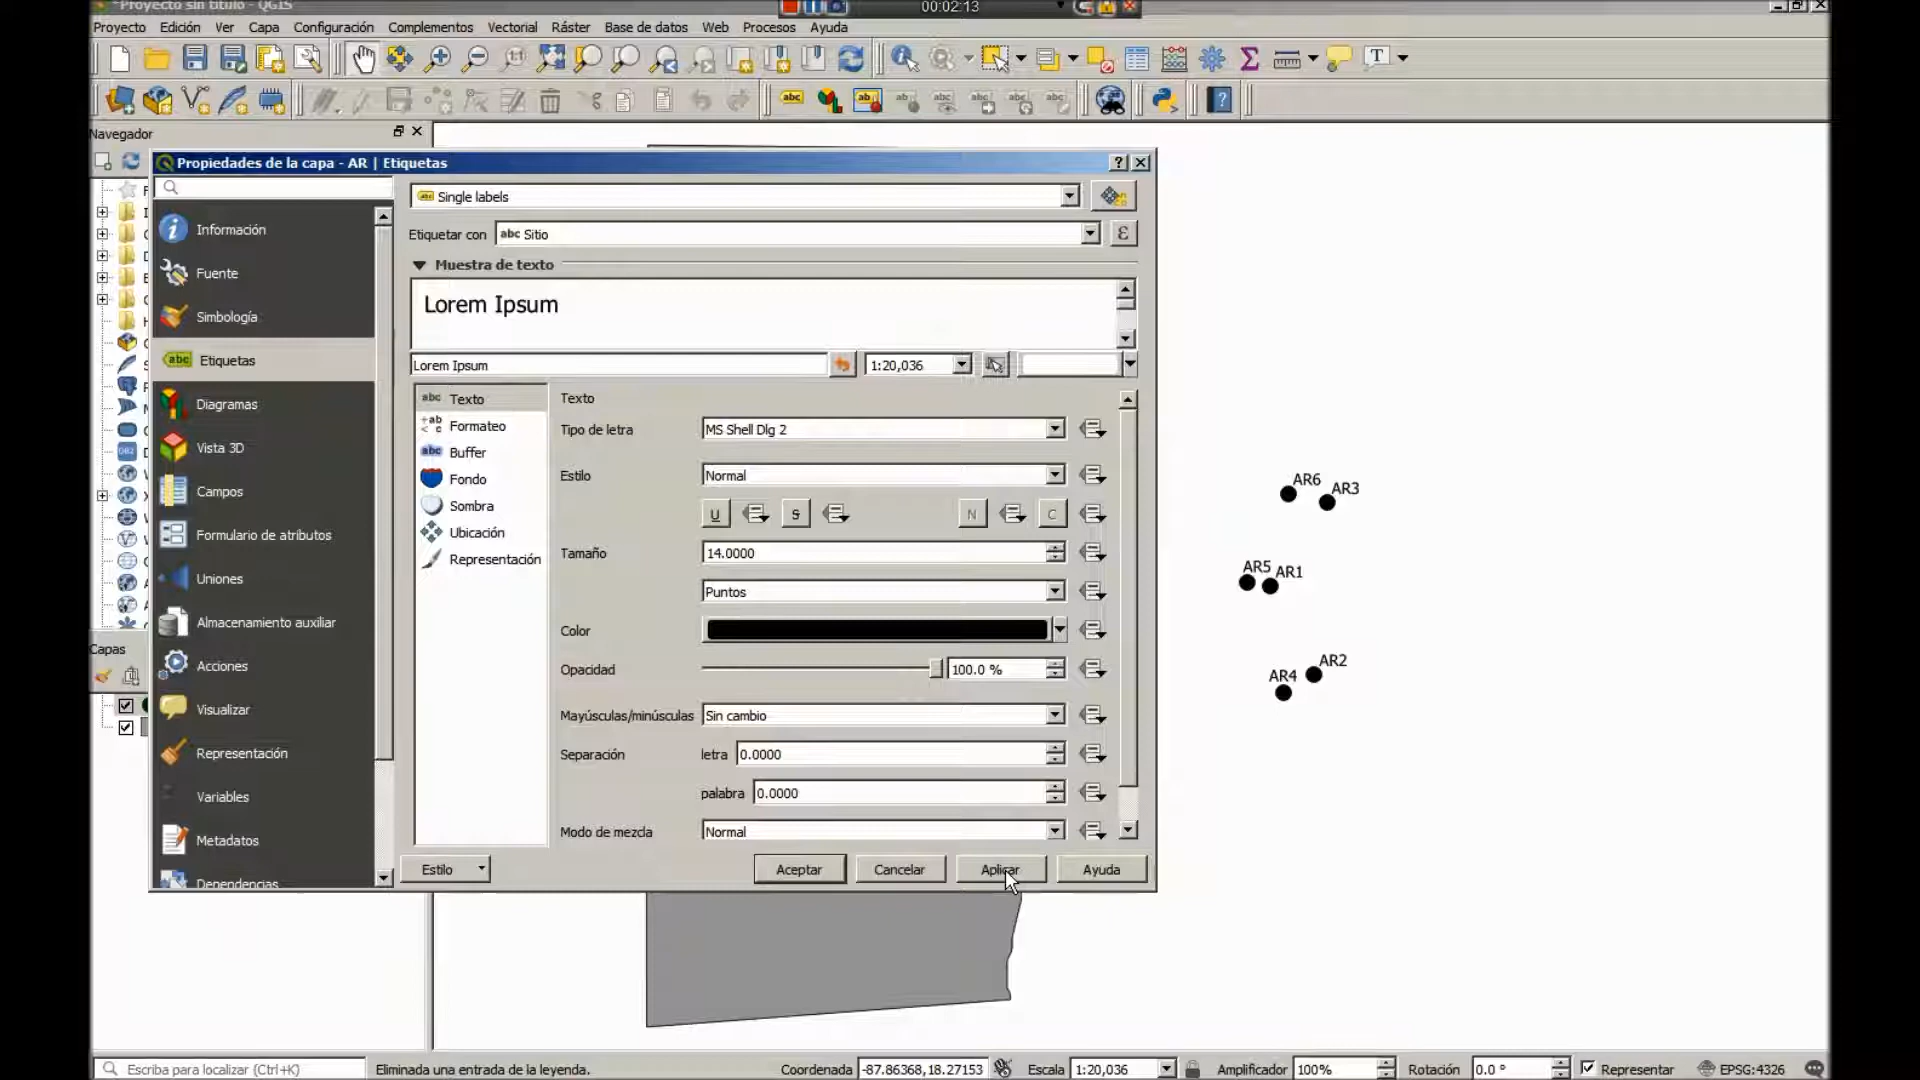 *Proyecto sin título - QGIS
00:02:13
Proyecto Edición Ver Capa Configuración Complementos Vectorial Ráster Base de datos Web Procesos Ayuda
Navegador
Propiedades de la capa - AR | Etiquetas
Información
Fuente
Simbología
Etiquetas
Diagramas
Vista 3D
Campos
Formulario de atributos
Uniones
Almacenamiento auxiliar
Acciones
Visualizar
Representación
Variables
Metadatos
Dependencias
Capas
Single labels
Etiquetar con abc Sitio
Muestra de texto
Lorem Ipsum
Lorem Ipsum
1:20,036
Texto
Formateo
Buffer
Fondo
Sombra
Ubicación
Representación
Texto
Tipo de letra MS Shell Dlg 2
Estilo Normal
U S N C
Tamaño 14.0000
Puntos
Color
Opacidad 100.0 %
Mayúsculas/minúsculas Sin cambio
Separación letra 0.0000
palabra 0.0000
Modo de mezcla Normal
Estilo Aceptar Cancelar Aplicar Ayuda
AR6
AR3
AR5
AR1
AR2
AR4
Escriba para localizar (Ctrl+K) Eliminada una entrada de la leyenda. Coordenada -87.86368,18.27153 Escala 1:20,036 Amplificador 100% Rotación 0.0 ° Representar EPSG:4326